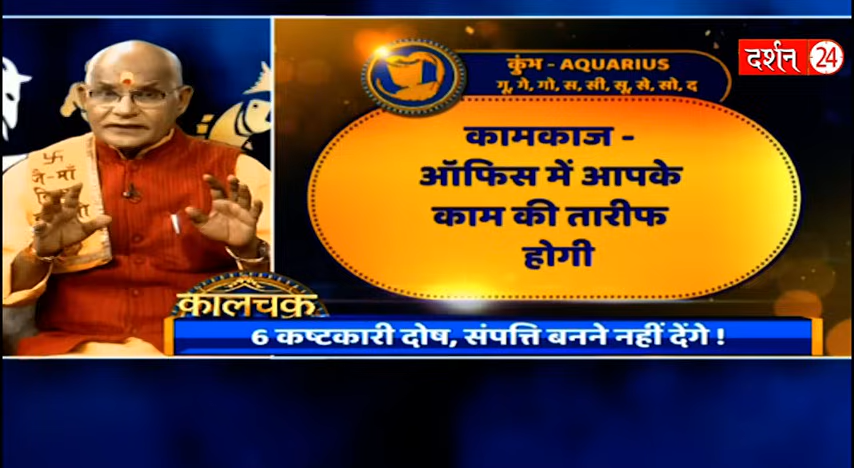 दर्शन 24
कुंभ - AQUARIUS
गू, गे, गो, स, सी, सू, से, सो, द
कामकाज -
ऑफिस में आपके
काम की तारीफ
होगी
जै-माँ
कालचक्र
6 कष्टकारी दोष, संपत्ति बनने नहीं देंगे !